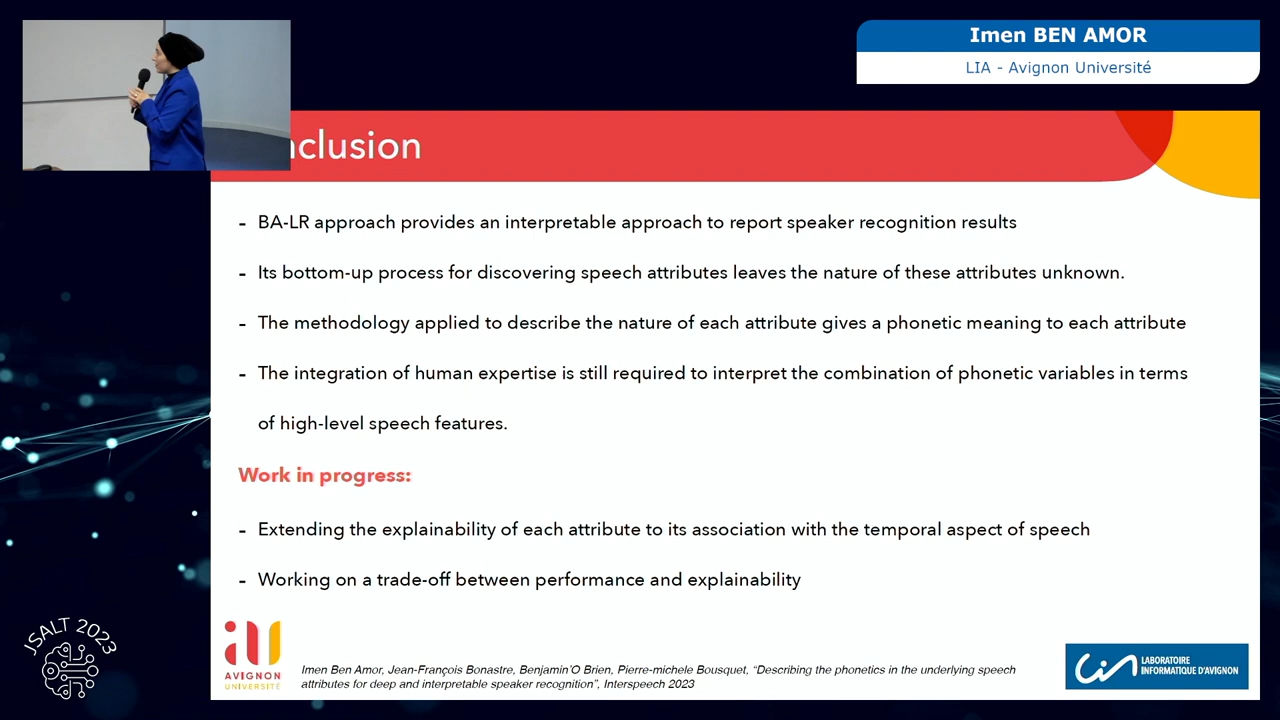 Imen BEN AMOR
LIA - Avignon Université
nclusion
- BA-LR approach provides an interpretable approach to report speaker recognition results
- Its bottom-up process for discovering speech attributes leaves the nature of these attributes unknown.
- The methodology applied to describe the nature of each attribute gives a phonetic meaning to each attribute
- The integration of human expertise is still required to interpret the combination of phonetic variables in terms
of high-level speech features.
Work in progress:
- Extending the explainability of each attribute to its association with the temporal aspect of speech
- Working on a trade-off between performance and explainability
JSALT 2023
AVIGNON
UNIVERSITÉ
Imen Ben Amor, Jean-François Bonastre, Benjamin'O Brien, Pierre-michele Bousquet, "Describing the phonetics in the underlying speech
attributes for deep and interpretable speaker recognition", Interspeech 2023
LABORATOIRE
INFORMATIQUE D'AVIGNON